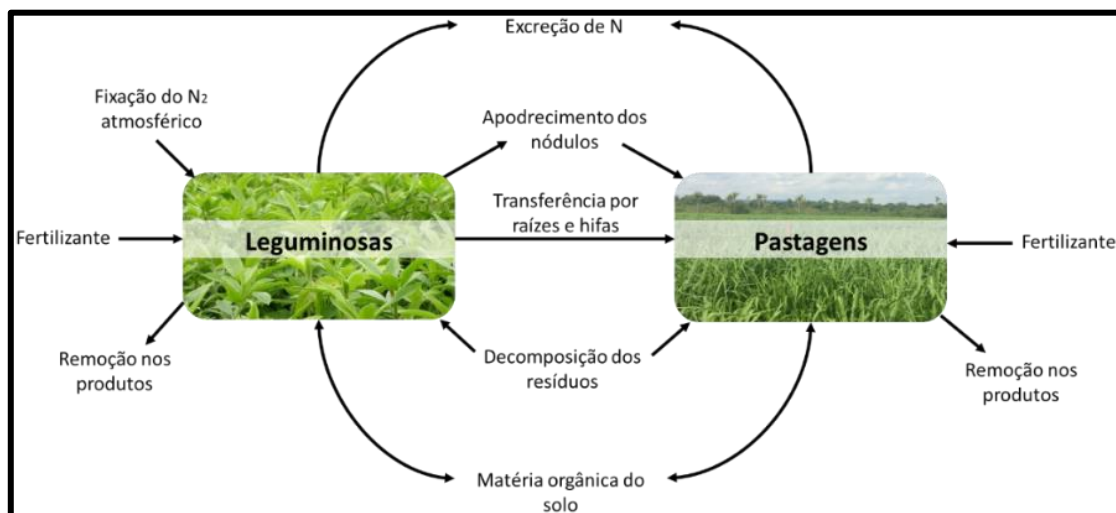 Excreção de N
Fixação do N₂
atmosférico
Apodrecimento dos
nódulos
Transferência por
raízes e hifas
Leguminosas
Pastagens
Fertilizante
Fertilizante
Remoção nos
produtos
Decomposição dos
resíduos
Remoção nos
produtos
Matéria orgânica do
solo